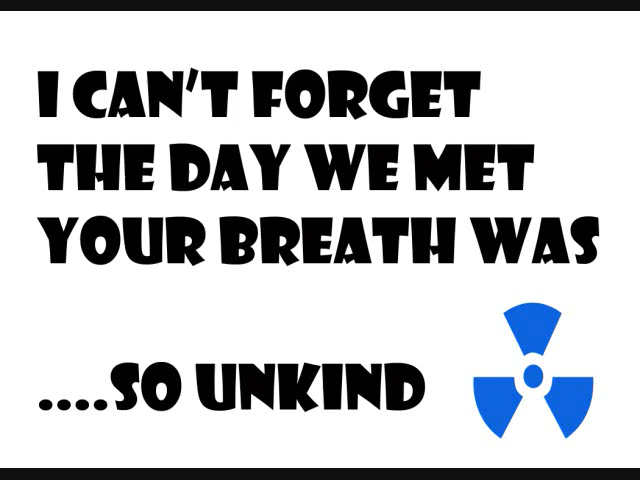 I CAN'T FORGET
THE DAY WE MET
YOUR BREATH WAS
....SO UNKIND